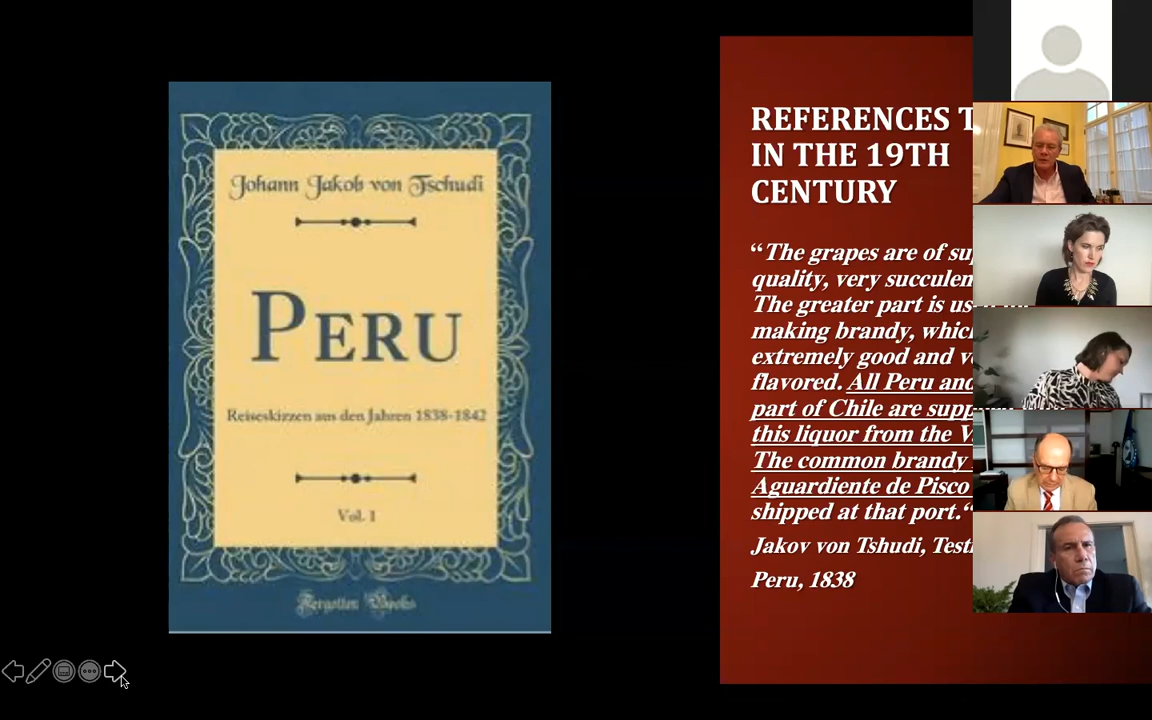 Johann Jakob von Tschudi
PERU
Reiseskizzen aus den Jahren 1838-1842
Vol. 1
Forgotten Books
REFERENCES T
IN THE 19TH
CENTURY
“The grapes are of su
quality, very succulen
The greater part is us
making brandy, whic
extremely good and
flavored. All Peru and
part of Chile are supp
this liquor from the V
The common brandy
Aguardiente de Pisco
shipped at that port.“
Jakov von Tshudi, Test
Peru, 1838